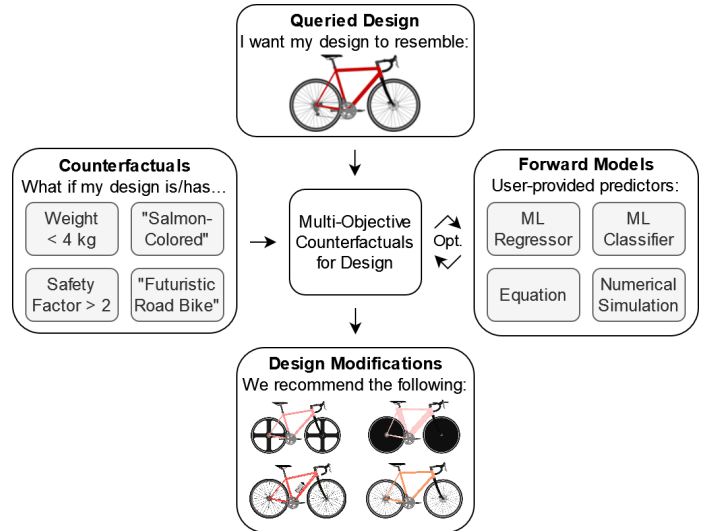 Queried Design
I want my design to resemble:
Counterfactuals
What if my design is/has...
Weight
< 4 kg
"Salmon-
Colored"
Safety
Factor > 2
"Futuristic
Road Bike"
Multi-Objective
Counterfactuals
for Design
Opt.
Forward Models
User-provided predictors:
ML
Regressor
ML
Classifier
Equation
Numerical
Simulation
Design Modifications
We recommend the following: